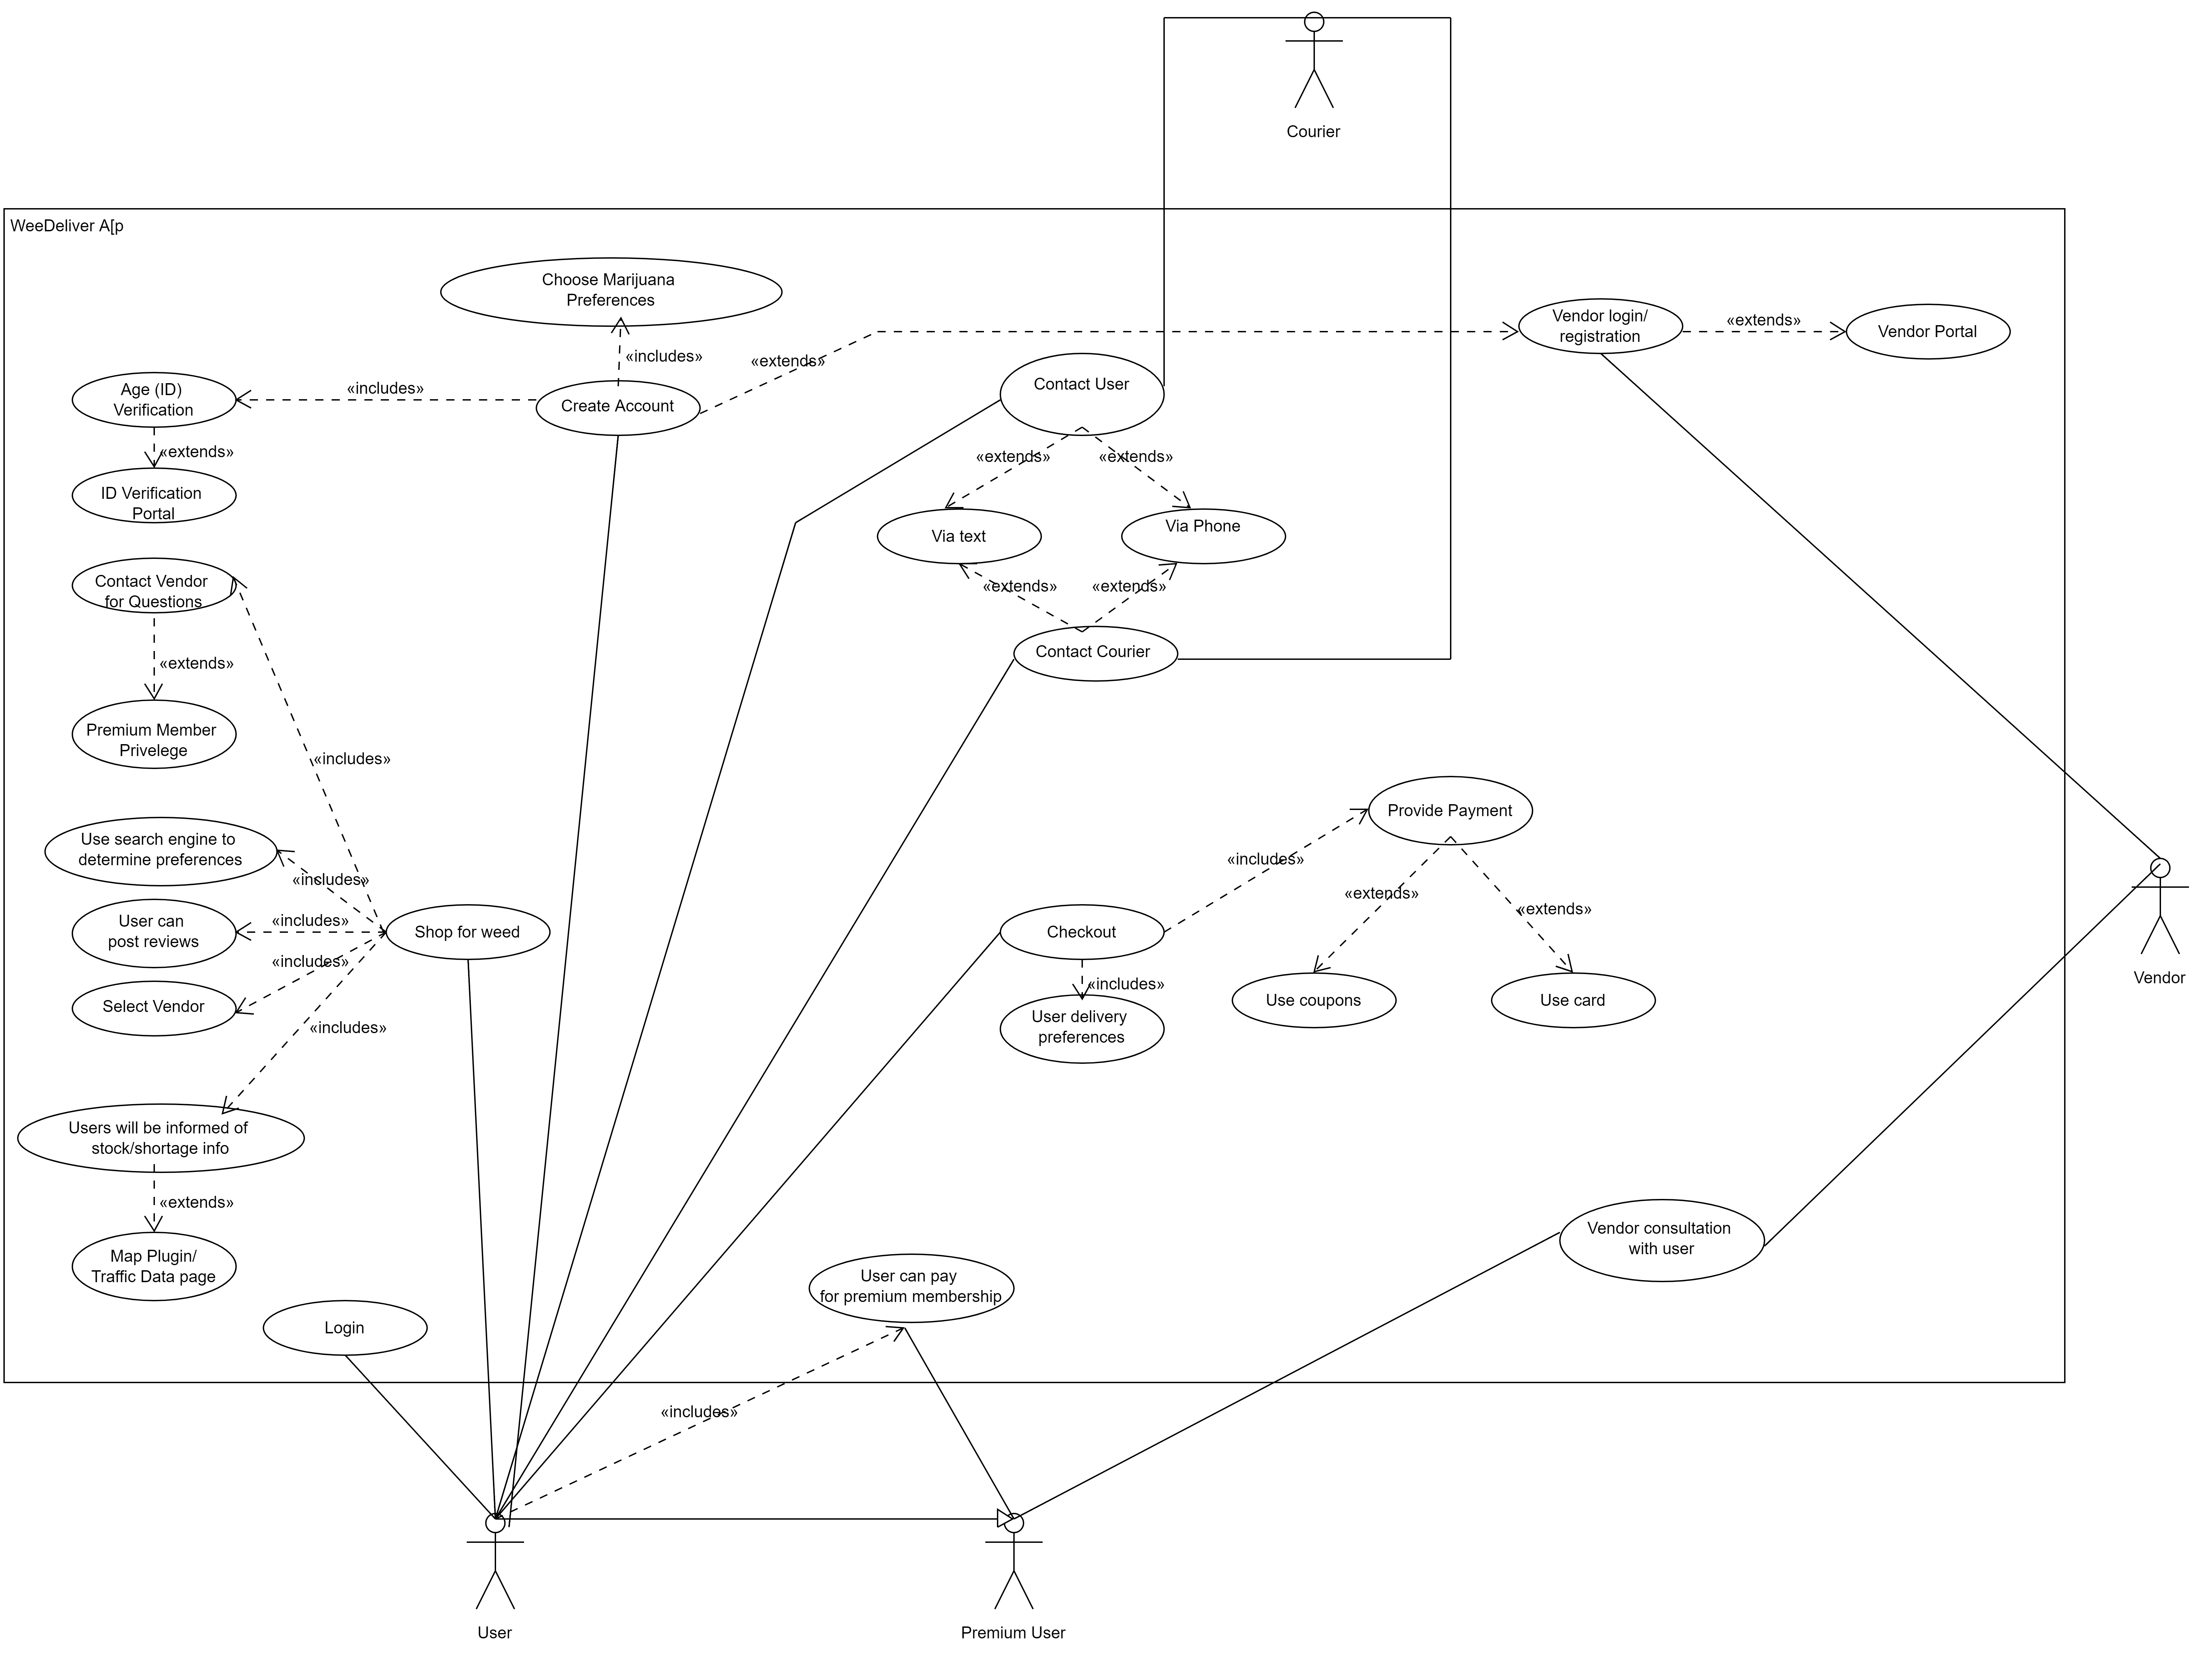 Courier
WeeDeliver A[p
Choose Marijuana
Preferences
Vendor login/
registration
«extends»
Vendor Portal
«includes»
«extends»
Age (ID)
Verification
«includes»
Create Account
Contact User
«extends»
«extends»
«extends»
ID Verification
Portal
Via text
Via Phone
Contact Vendor
for Questions
«extends»
«extends»
«extends»
Contact Courier
Premium Member
Privelege
«includes»
Provide Payment
Use search engine to
determine preferences
«includes»
«includes»
«extends»
«extends»
User can
post reviews
«includes»
Shop for weed
Checkout
«includes»
Select Vendor
«includes»
Use coupons
Use card
Vendor
User delivery
preferences
«includes»
Users will be informed of
stock/shortage info
«extends»
Map Plugin/
Traffic Data page
Vendor consultation
with user
User can pay
for premium membership
Login
«includes»
User
Premium User